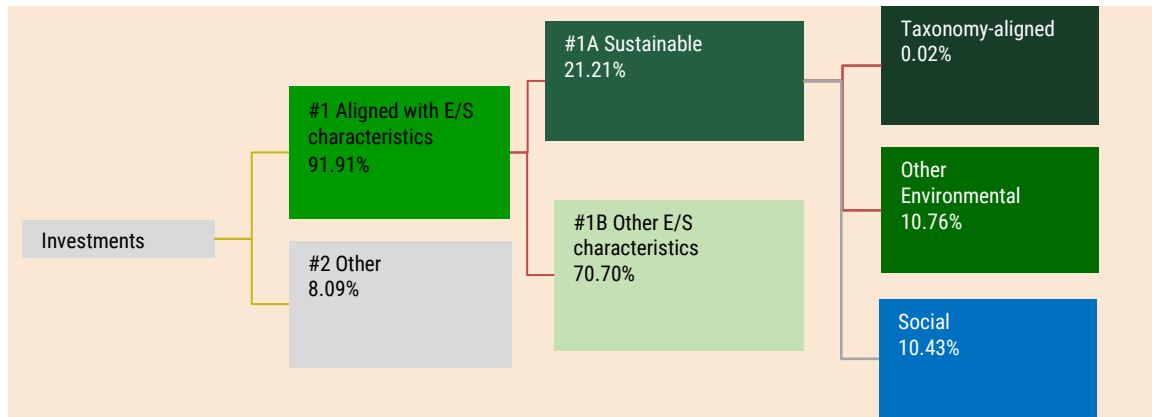 Investments
#1 Aligned with E/S
characteristics
91.91%
#2 Other
8.09%
#1A Sustainable
21.21%
#1B Other E/S
characteristics
70.70%
Taxonomy-aligned
0.02%
Other
Environmental
10.76%
Social
10.43%